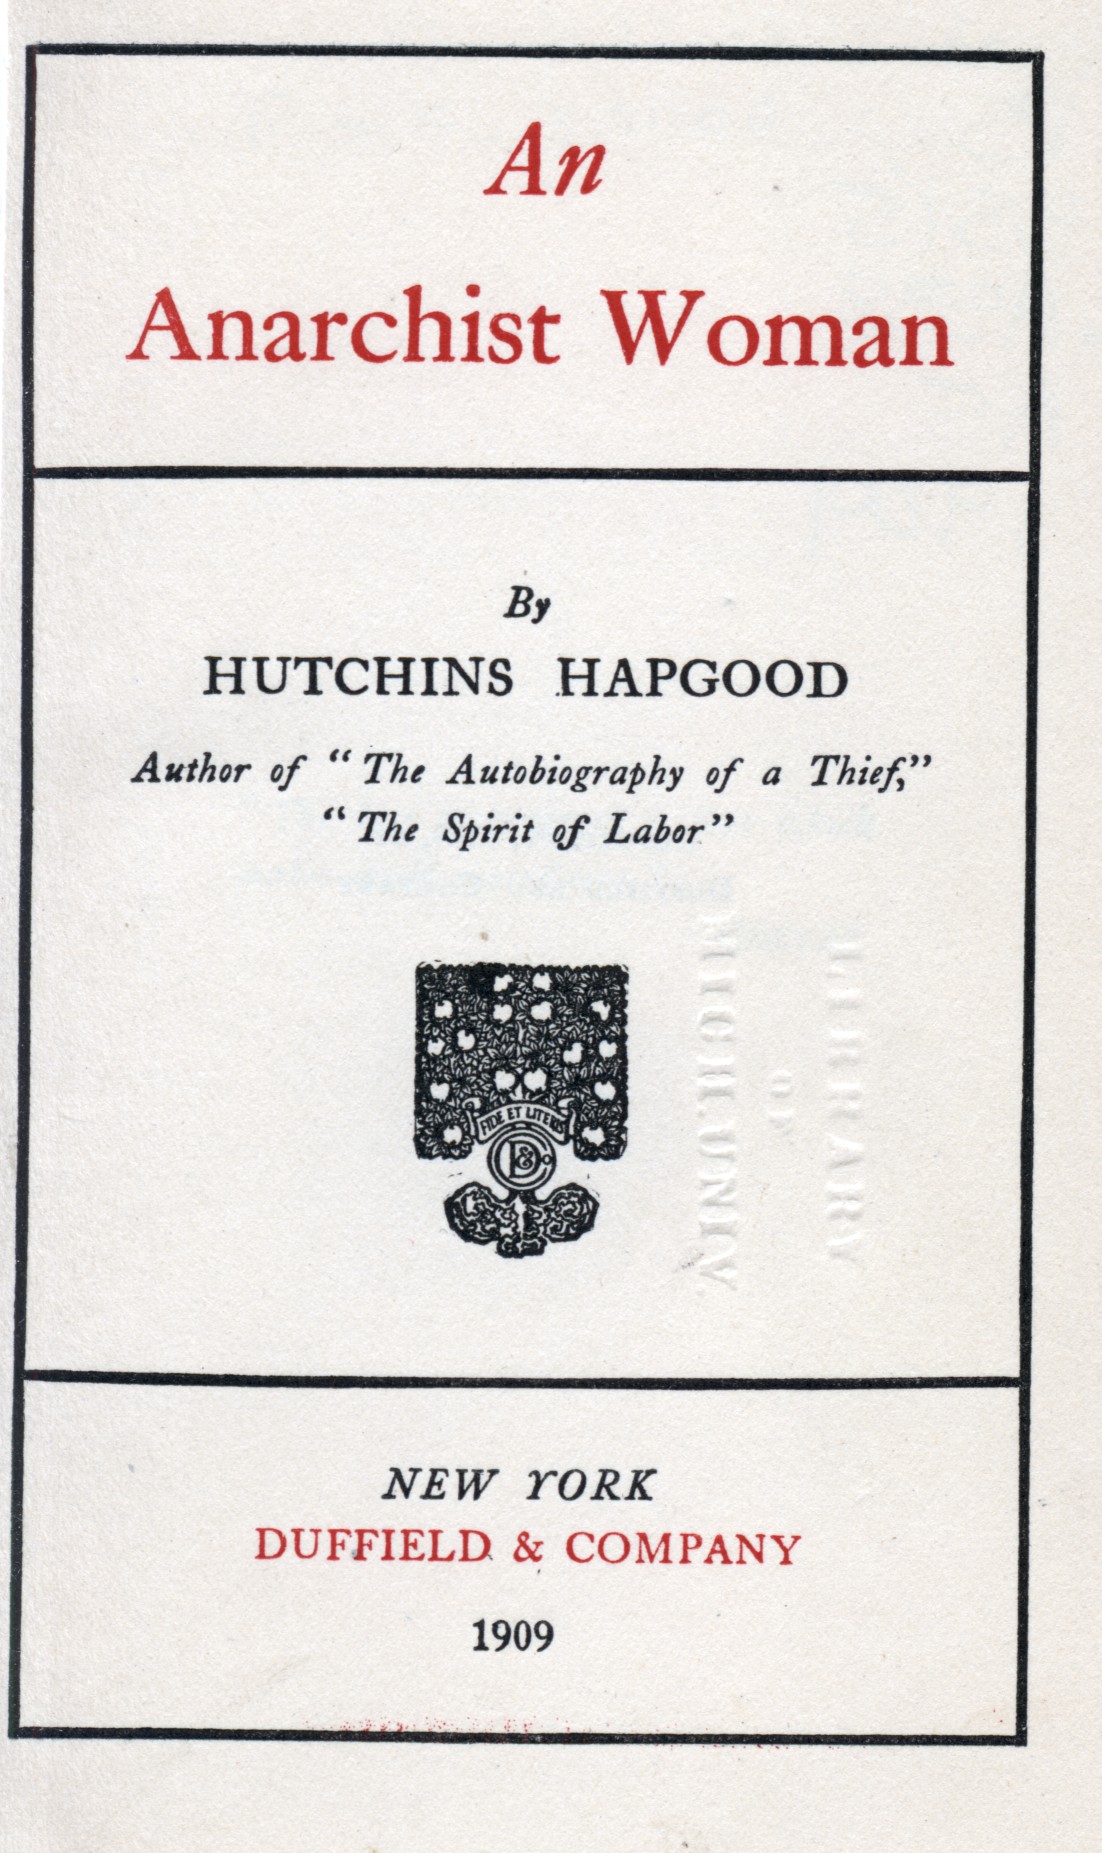 An
Anarchist Woman
By
HUTCHINS HAPGOOD
Author of “The Autobiography of a Thief,”
“The Spirit of Labor”
FIDE ET LITERIS
D & Co
LIBRARY
OF
MICH. UNIV.
NEW YORK
DUFFIELD & COMPANY
1909